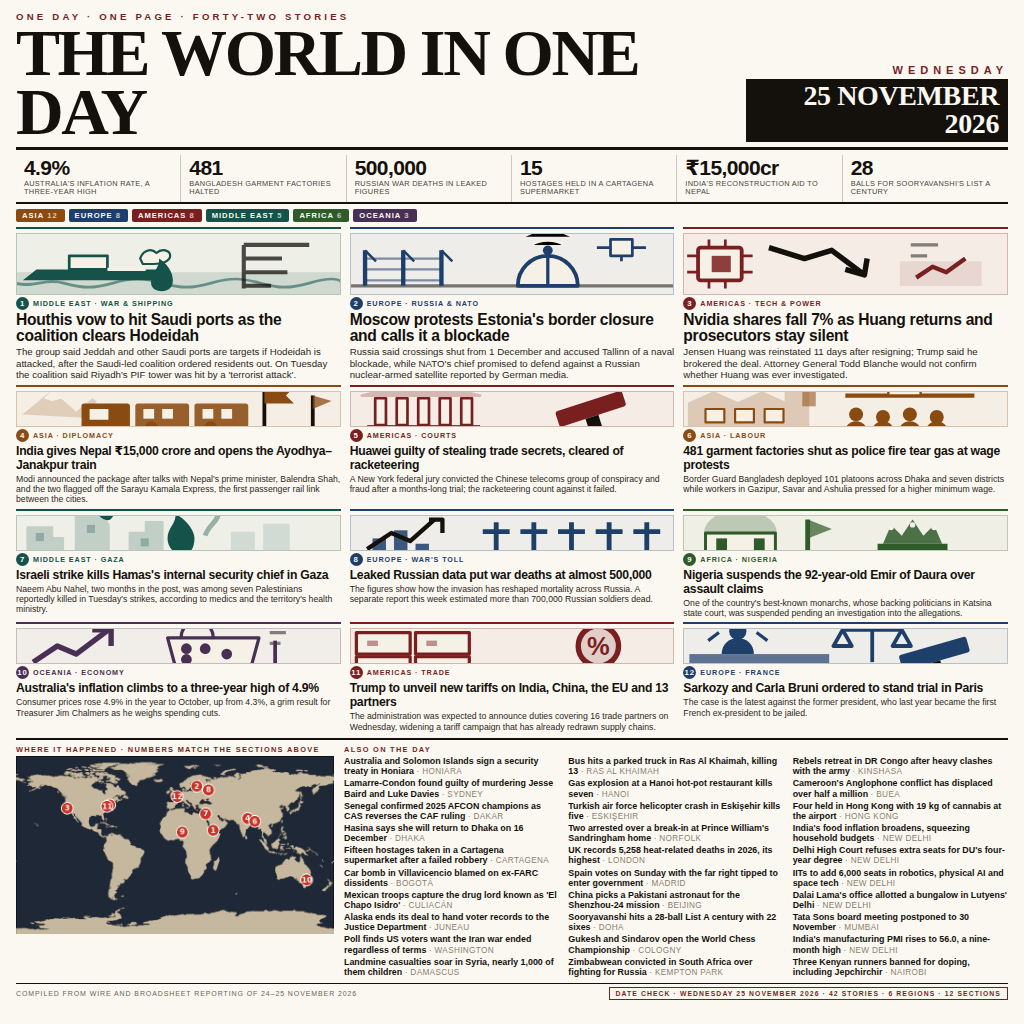 ONE DAY · ONE PAGE · FORTY-TWO STORIES
THE WORLD IN ONE
DAY
WEDNESDAY
25 NOVEMBER
2026
4.9%
AUSTRALIA'S INFLATION RATE, A
THREE-YEAR HIGH
481
BANGLADESH GARMENT FACTORIES
HALTED
500,000
RUSSIAN WAR DEATHS IN LEAKED
FIGURES
15
HOSTAGES HELD IN A CARTAGENA
SUPERMARKET
₹15,000cr
INDIA'S RECONSTRUCTION AID TO
NEPAL
28
BALLS FOR SOORYAVANSHI'S LIST A
CENTURY
ASIA 12
EUROPE 8
AMERICAS 8
MIDDLE EAST 5
AFRICA 6
OCEANIA 3
1 MIDDLE EAST · WAR & SHIPPING
Houthis vow to hit Saudi ports as the
coalition clears Hodeidah
The group said Jeddah and other Saudi ports are targets if Hodeidah is
attacked, after the Saudi-led coalition ordered residents out. On Tuesday
the coalition said Riyadh's PIF tower was hit by a 'terrorist attack'.
2 EUROPE · RUSSIA & NATO
Moscow protests Estonia's border closure
and calls it a blockade
Russia said crossings shut from 1 December and accused Tallinn of a naval
blockade, while NATO's chief promised to defend against a Russian
nuclear-armed satellite reported by German media.
3 AMERICAS · TECH & POWER
Nvidia shares fall 7% as Huang returns and
prosecutors stay silent
Jensen Huang was reinstated 11 days after resigning; Trump said he
brokered the deal. Attorney General Todd Blanche would not confirm
whether Huang was ever investigated.
4 ASIA · DIPLOMACY
India gives Nepal ₹15,000 crore and opens the Ayodhya–
Janakpur train
Modi announced the package after talks with Nepal's prime minister, Balendra Shah,
and the two flagged off the Sarayu Kamala Express, the first passenger rail link
between the cities.
5 AMERICAS · COURTS
Huawei guilty of stealing trade secrets, cleared of
racketeering
A New York federal jury convicted the Chinese telecoms group of conspiracy and
fraud after a months-long trial; the racketeering count against it failed.
6 ASIA · LABOUR
481 garment factories shut as police fire tear gas at wage
protests
Border Guard Bangladesh deployed 101 platoons across Dhaka and seven districts
while workers in Gazipur, Savar and Ashulia pressed for a higher minimum wage.
7 MIDDLE EAST · GAZA
Israeli strike kills Hamas's internal security chief in Gaza
Naeem Abu Nahel, two months in the post, was among seven Palestinians
reportedly killed in Tuesday's strikes, according to medics and the territory's health
ministry.
8 EUROPE · WAR'S TOLL
Leaked Russian data put war deaths at almost 500,000
The figures show how the invasion has reshaped mortality across Russia. A
separate report this week estimated more than 700,000 Russian soldiers dead.
9 AFRICA · NIGERIA
Nigeria suspends the 92-year-old Emir of Daura over
assault claims
One of the country's best-known monarchs, whose backing politicians in Katsina
state court, was suspended pending an investigation into the allegations.
10 OCEANIA · ECONOMY
Australia's inflation climbs to a three-year high of 4.9%
Consumer prices rose 4.9% in the year to October, up from 4.3%, a grim result for
Treasurer Jim Chalmers as he weighs spending cuts.
%
11 AMERICAS · TRADE
Trump to unveil new tariffs on India, China, the EU and 13
partners
The administration was expected to announce duties covering 16 trade partners on
Wednesday, widening a tariff campaign that has already redrawn supply chains.
12 EUROPE · FRANCE
Sarkozy and Carla Bruni ordered to stand trial in Paris
The case is the latest against the former president, who last year became the first
French ex-president to be jailed.
WHERE IT HAPPENED · NUMBERS MATCH THE SECTIONS ABOVE
3
11
12
2
8
7
9
1
4
6
10
ALSO ON THE DAY
Australia and Solomon Islands sign a security
treaty in Honiara · HONIARA
Lamarre-Condon found guilty of murdering Jesse
Baird and Luke Davies · SYDNEY
Senegal confirmed 2025 AFCON champions as
CAS reverses the CAF ruling · DAKAR
Hasina says she will return to Dhaka on 16
December · DHAKA
Fifteen hostages taken in a Cartagena
supermarket after a failed robbery · CARTAGENA
Car bomb in Villavicencio blamed on ex-FARC
dissidents · BOGOTÁ
Mexican troops capture the drug lord known as 'El
Chapo Isidro' · CULIACÁN
Alaska ends its deal to hand voter records to the
Justice Department · JUNEAU
Poll finds US voters want the Iran war ended
regardless of terms · WASHINGTON
Landmine casualties soar in Syria, nearly 1,000 of
them children · DAMASCUS
Bus hits a parked truck in Ras Al Khaimah, killing
13 · RAS AL KHAIMAH
Gas explosion at a Hanoi hot-pot restaurant kills
seven · HANOI
Turkish air force helicopter crash in Eskişehir kills
five · ESKIŞEHIR
Two arrested over a break-in at Prince William's
Sandringham home · NORFOLK
UK records 5,258 heat-related deaths in 2026, its
highest · LONDON
Spain votes on Sunday with the far right tipped to
enter government · MADRID
China picks a Pakistani astronaut for the
Shenzhou-24 mission · BEIJING
Sooryavanshi hits a 28-ball List A century with 22
sixes · DOHA
Gukesh and Sindarov open the World Chess
Championship · COLOGNY
Zimbabwean convicted in South Africa over
fighting for Russia · KEMPTON PARK
Rebels retreat in DR Congo after heavy clashes
with the army · KINSHASA
Cameroon's Anglophone conflict has displaced
over half a million · BUEA
Four held in Hong Kong with 19 kg of cannabis at
the airport · HONG KONG
India's food inflation broadens, squeezing
household budgets · NEW DELHI
Delhi High Court refuses extra seats for DU's four-
year degree · NEW DELHI
IITs to add 6,000 seats in robotics, physical AI and
space tech · NEW DELHI
Dalai Lama's office allotted a bungalow in Lutyens'
Delhi · NEW DELHI
Tata Sons board meeting postponed to 30
November · MUMBAI
India's manufacturing PMI rises to 56.0, a nine-
month high · NEW DELHI
Three Kenyan runners banned for doping,
including Jepchirchir · NAIROBI
COMPILED FROM WIRE AND BROADSHEET REPORTING OF 24–25 NOVEMBER 2026
DATE CHECK · WEDNESDAY 25 NOVEMBER 2026 · 42 STORIES · 6 REGIONS · 12 SECTIONS